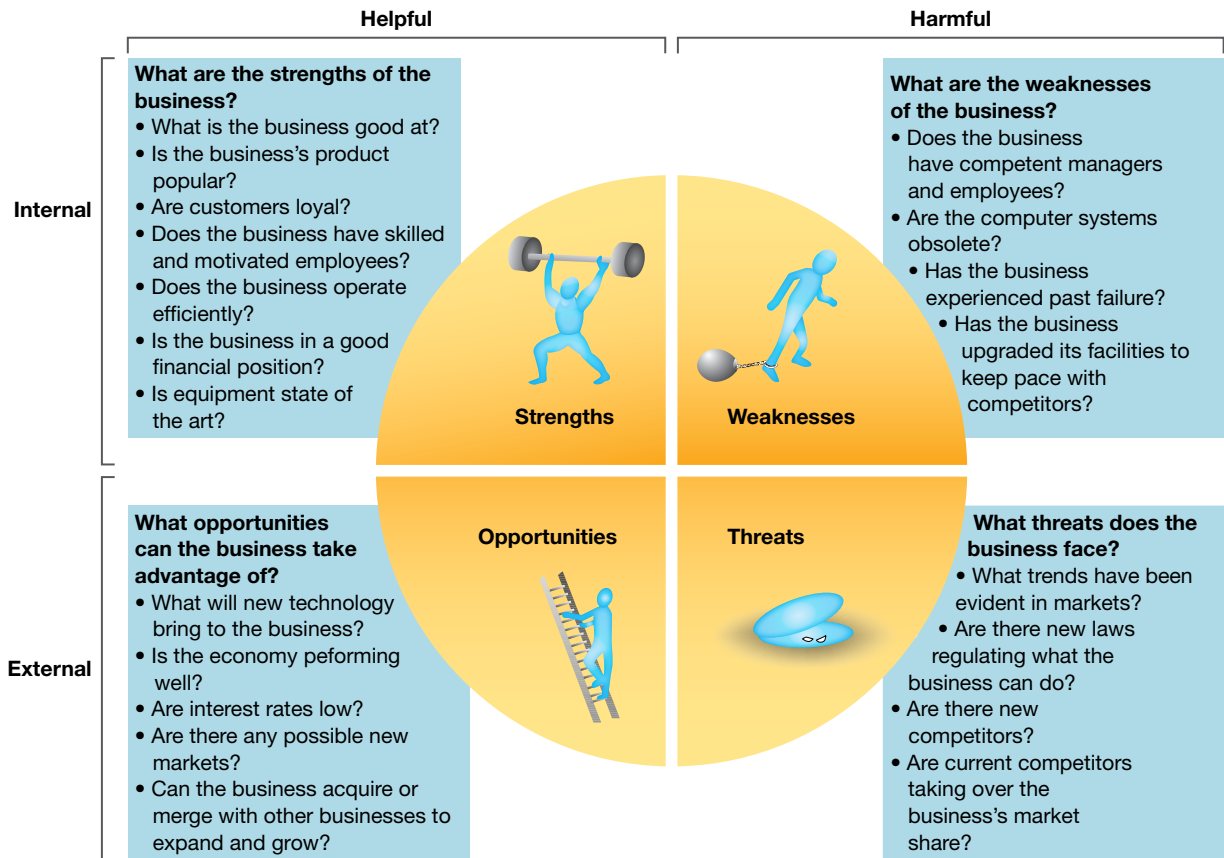 Helpful
Harmful
Internal
What are the strengths of the
business?
• What is the business good at?
• Is the business’s product
popular?
• Are customers loyal?
• Does the business have skilled
and motivated employees?
• Does the business operate
efficiently?
• Is the business in a good
financial position?
• Is equipment state of
the art?
Strengths
What are the weaknesses
of the business?
• Does the business
have competent managers
and employees?
• Are the computer systems
obsolete?
• Has the business
experienced past failure?
• Has the business
upgraded its facilities to
keep pace with
competitors?
Weaknesses
External
What opportunities
can the business take
advantage of?
• What will new technology
bring to the business?
• Is the economy peforming
well?
• Are interest rates low?
• Are there any possible new
markets?
• Can the business acquire or
merge with other businesses to
expand and grow?
Opportunities
Threats
What threats does the
business face?
• What trends have been
evident in markets?
• Are there new laws
regulating what the
business can do?
• Are there new
competitors?
• Are current competitors
taking over the
business’s market
share?